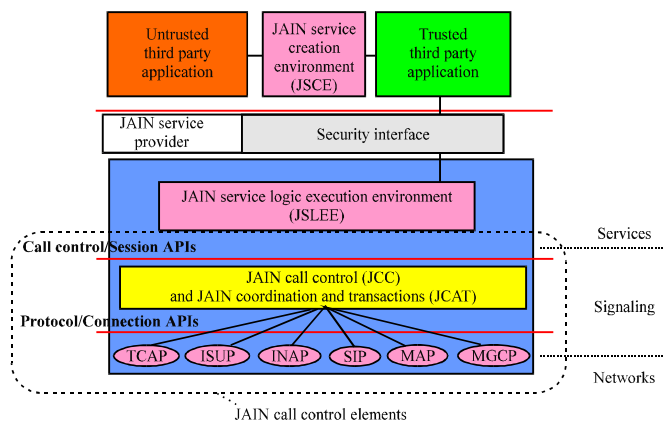 Untrusted
third party
application
JAIN service
creation
environment
(JSCE)
Trusted
third party
application
JAIN service
provider
Security interface
JAIN service logic execution environment
(JSLEE)
Services
Call control/Session APIs
JAIN call control (JCC)
and JAIN coordination and transactions (JCAT)
Signaling
Protocol/Connection APIs
TCAP
ISUP
INAP
SIP
MAP
MGCP
Networks
JAIN call control elements